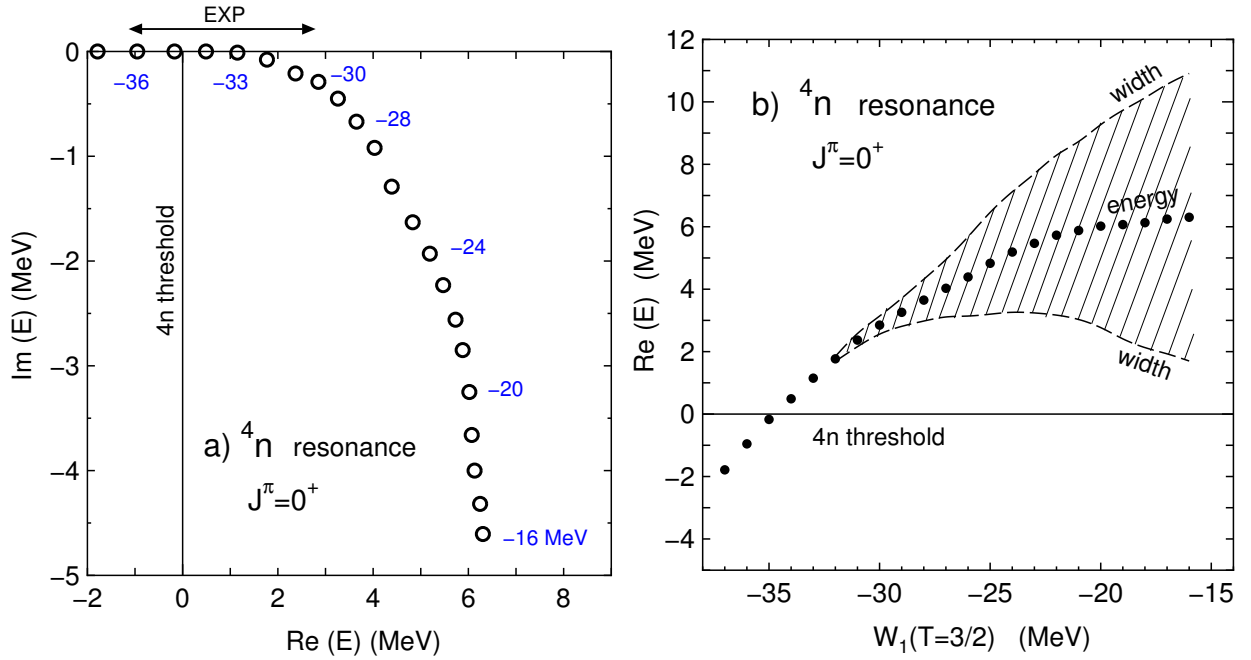 EXP
0
−1
−2
−3
−4
−5
−36
−33
−30
−28
−24
−20
−16 MeV
4n threshold
a) ⁴n resonance
J^π=0⁺
Im (E) (MeV)
−2
0
2
4
6
8
Re (E) (MeV)
12
10
8
6
4
2
0
−2
−4
b) ⁴n resonance
J^π=0⁺
width
energy
width
4n threshold
Re (E) (MeV)
−35
−30
−25
−20
−15
W₁(T=3/2) (MeV)